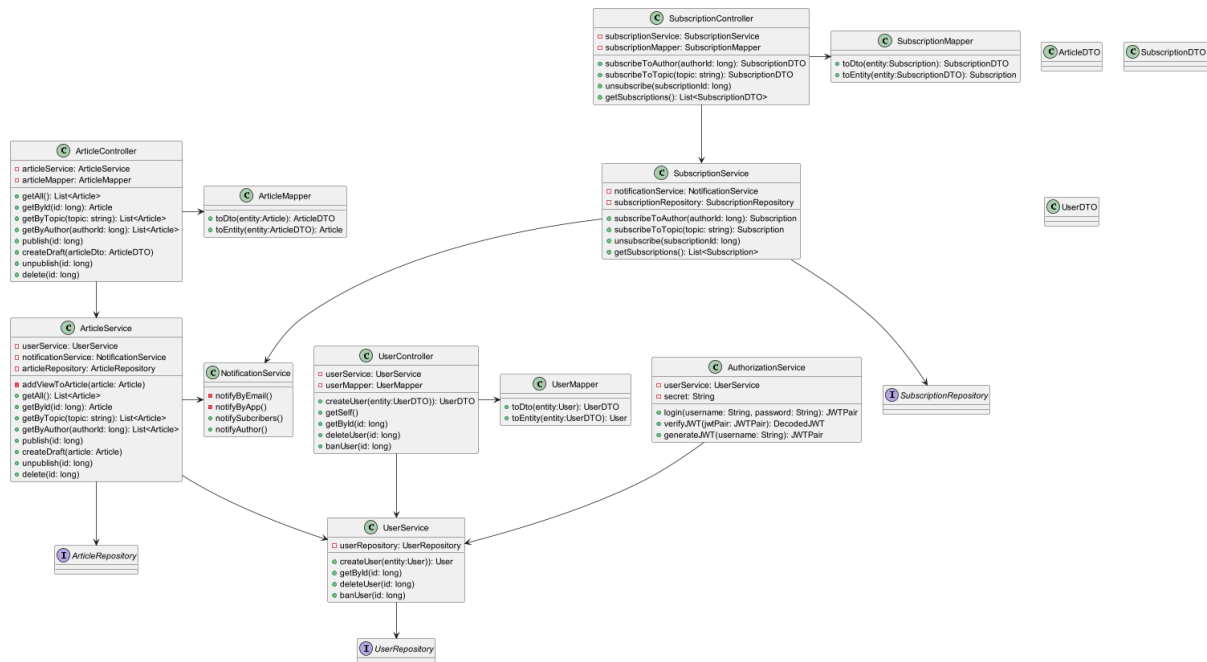 C SubscriptionController
subscriptionService: SubscriptionService
subscriptionMapper: SubscriptionMapper
subscribeToAuthor(authorId: long): SubscriptionDTO
subscribeToTopic(topic: string): SubscriptionDTO
unsubscribe(subscriptionId: long)
getSubscriptions(): List<SubscriptionDTO>
C SubscriptionMapper
toDto(entity:Subscription): SubscriptionDTO
toEntity(entity:SubscriptionDTO): Subscription
C ArticleDTO
C SubscriptionDTO
C ArticleController
articleService: ArticleService
articleMapper: ArticleMapper
getAll(): List<Article>
getById(id: long): Article
getByTopic(topic: string): List<Article>
getByAuthor(authorId: long): List<Article>
publish(id: long)
createDraft(articleDto: ArticleDTO)
unpublish(id: long)
delete(id: long)
C ArticleMapper
toDto(entity:Article): ArticleDTO
toEntity(entity:ArticleDTO): Article
C SubscriptionService
notificationService: NotificationService
subscriptionRepository: SubscriptionRepository
subscribeToAuthor(authorId: long): Subscription
subscribeToTopic(topic: string): Subscription
unsubscribe(subscriptionId: long)
getSubscriptions(): List<Subscription>
C UserDTO
C ArticleService
userService: UserService
notificationService: NotificationService
articleRepository: ArticleRepository
addViewToArticle(article: Article)
getAll(): List<Article>
getById(id: long): Article
getByTopic(topic: string): List<Article>
getByAuthor(authorId: long): List<Article>
publish(id: long)
createDraft(article: Article)
unpublish(id: long)
delete(id: long)
C NotificationService
notifyByEmail()
notifyByApp()
notifySubcribers()
notifyAuthor()
C UserController
userService: UserService
userMapper: UserMapper
createUser(entity:UserDTO)): UserDTO
getSelf()
getById(id: long)
deleteUser(id: long)
banUser(id: long)
C UserMapper
toDto(entity:User): UserDTO
toEntity(entity:UserDTO): User
C AuthorizationService
userService: UserService
secret: String
login(username: String, password: String): JWTPair
verifyJWT(jwtPair: JWTPair): DecodedJWT
generateJWT(username: String): JWTPair
I SubscriptionRepository
C UserService
userRepository: UserRepository
createUser(entity:User)): User
getById(id: long)
deleteUser(id: long)
banUser(id: long)
I ArticleRepository
I UserRepository